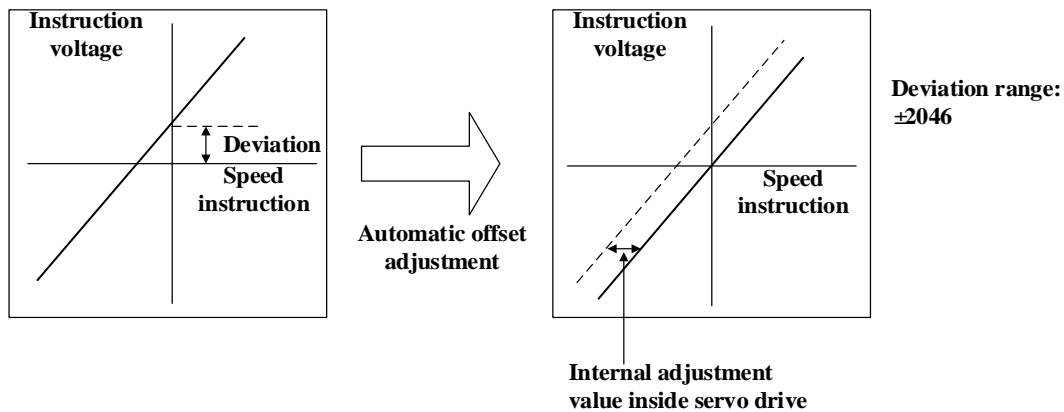 Instruction
voltage
Deviation
Speed
instruction
Automatic offset
adjustment
Instruction
voltage
Speed
instruction
Internal adjustment
value inside servo drive
Deviation range:
±2046